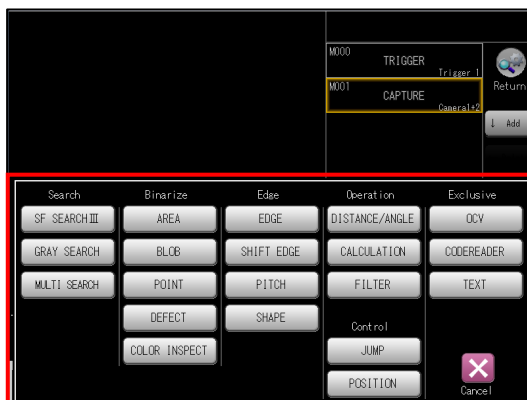 M000
TRIGGER
Trigger 1
M001
CAPTURE
Camera1*2
Return
↓ Add
Search Binarize Edge Operation Exclusive
SF SEARCHⅢ AREA EDGE DISTANCE/ANGLE OCV
GRAY SEARCH BLOB SHIFT EDGE CALCULATION CODEREADER
MULTI SEARCH POINT PITCH FILTER TEXT
DEFECT SHAPE Control
COLOR INSPECT JUMP
POSITION Cancel